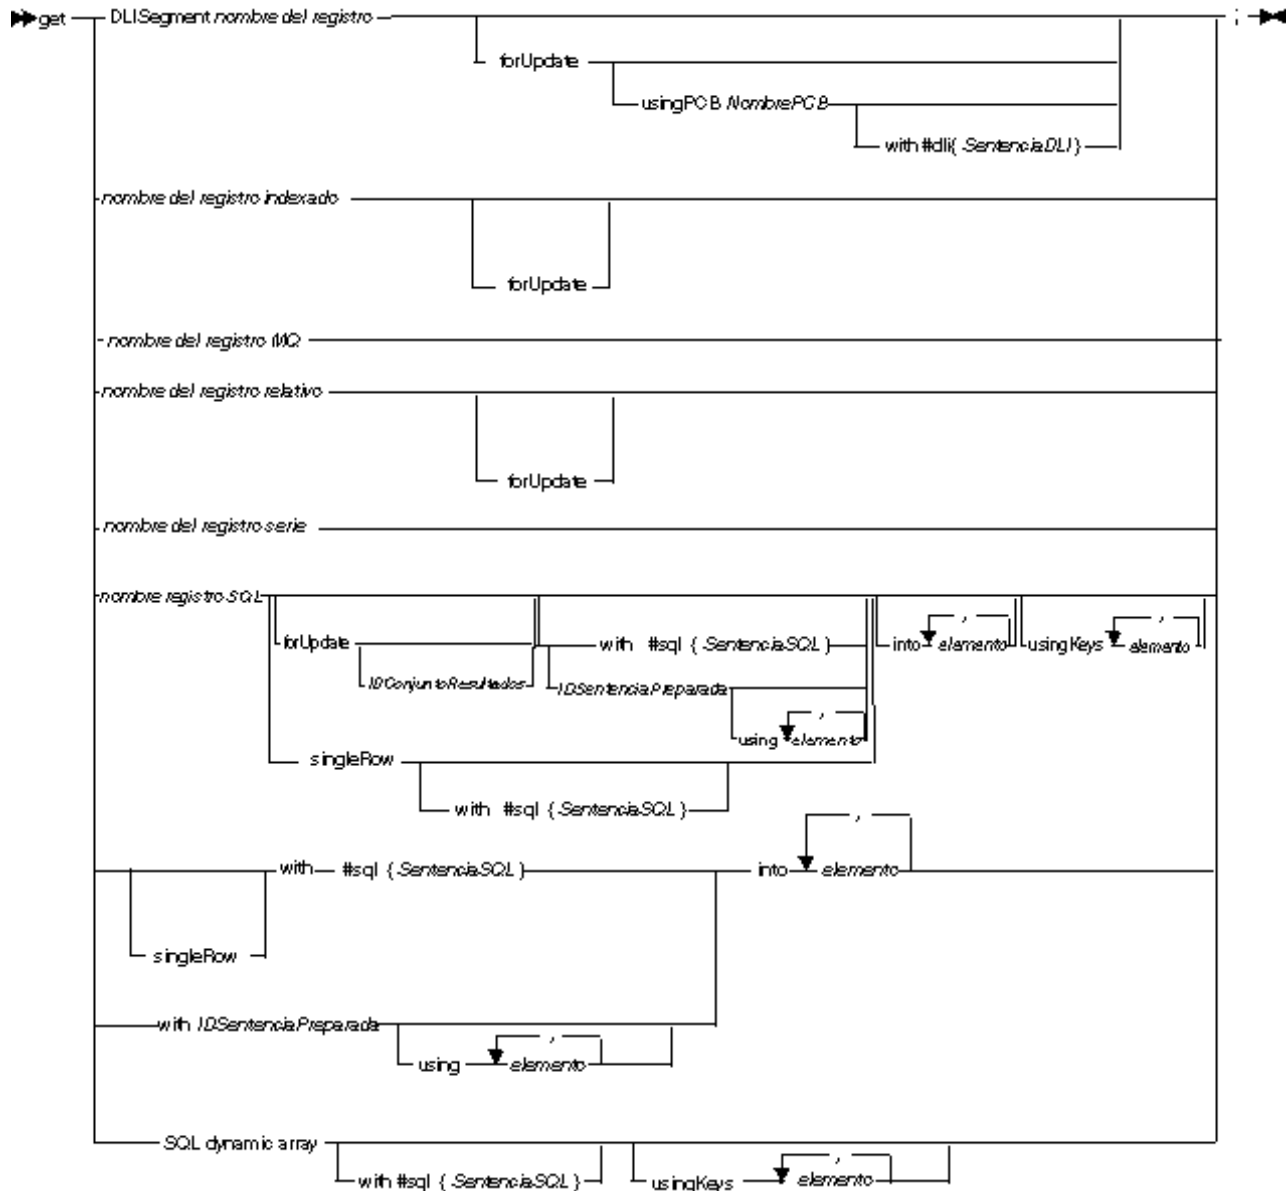 get DLISegment nombre del registro ;
forUpdate
usingPCB NombrePCB
with #dli{ SentenciaDLI }
nombre del registro indexado
forUpdate
nombre del registro MQ
nombre del registro relativo
forUpdate
nombre del registro serie
nombre registro SQL
,
,
forUpdate with #sql { SentenciaSQL } into elemento usingKeys elemento
IDConjuntoResultados IDSentenciaPreparada
,
using elemento
singleRow
with #sql { SentenciaSQL }
,
with #sql { SentenciaSQL } into elemento
singleRow
with IDSentenciaPreparada
,
using elemento
SQL dynamic array
,
with #sql { SentenciaSQL } usingKeys elemento